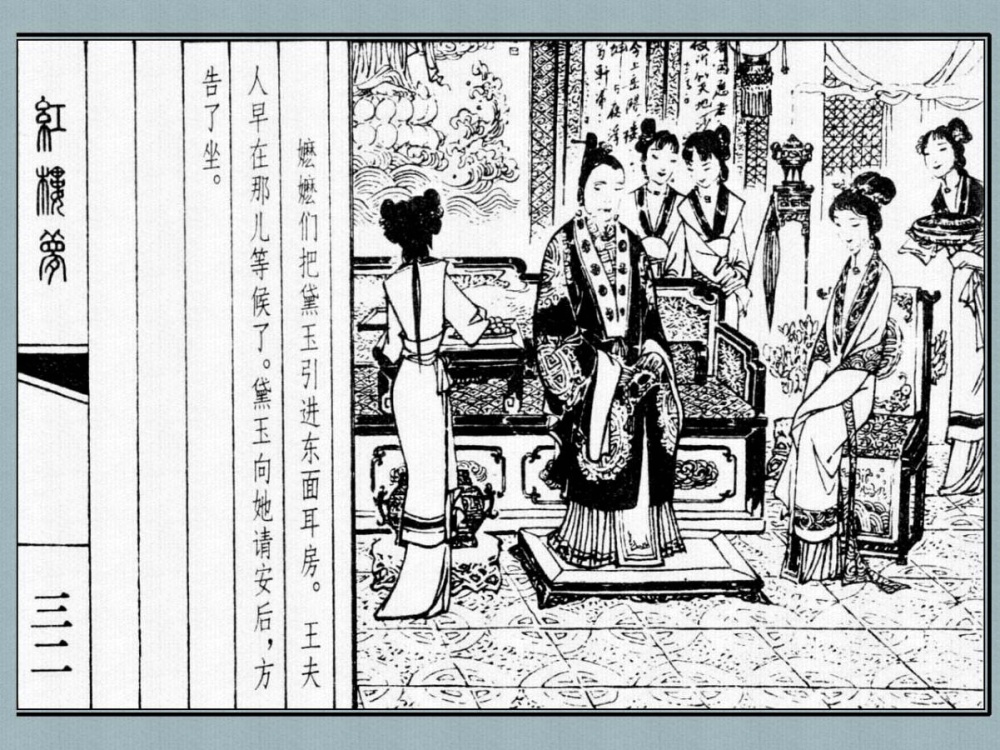 嬷嬷们把黛玉引进东面耳房。 王夫
人早在那儿等候了。黛玉向她请安后，方
告了坐。
紅樓夢
三二